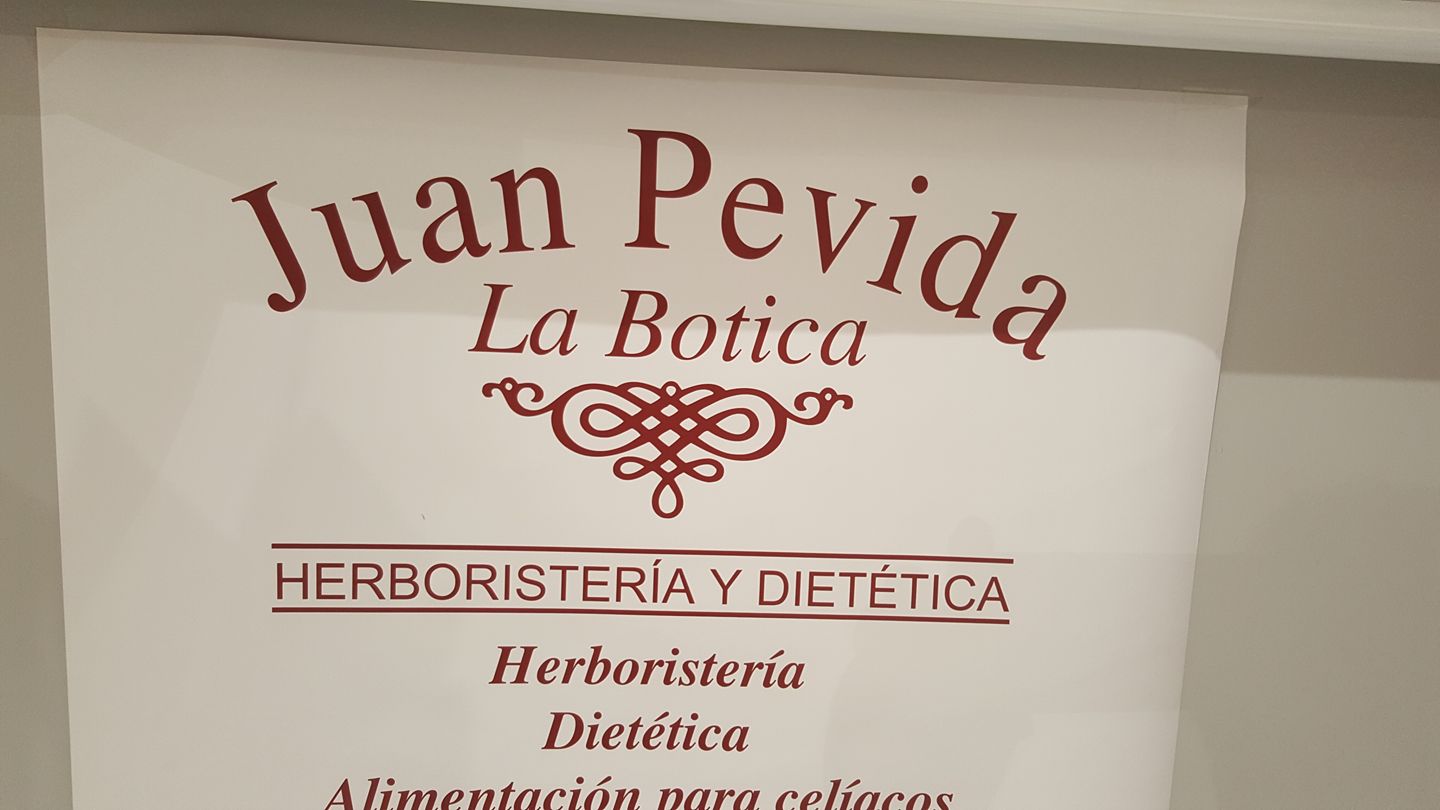 Juan Pevida
La Botica
HERBORISTERÍA Y DIETÉTICA
Herboristería
Dietética
Alimentación para celíacos